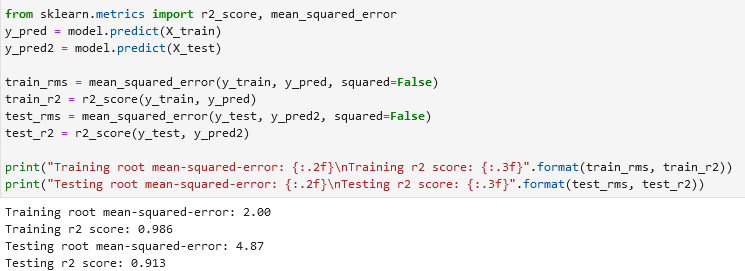 from sklearn.metrics import r2_score, mean_squared_error
y_pred = model.predict(X_train)
y_pred2 = model.predict(X_test)
train_rms = mean_squared_error(y_train, y_pred, squared=False)
train_r2 = r2_score(y_train, y_pred)
test_rms = mean_squared_error(y_test, y_pred2, squared=False)
test_r2 = r2_score(y_test, y_pred2)
print("Training root mean-squared-error: {:.2f}\nTraining r2 score: {:.3f}".format(train_rms, train_r2))
print("Testing root mean-squared-error: {:.2f}\nTesting r2 score: {:.3f}".format(test_rms, test_r2))
Training root mean-squared-error: 2.00
Training r2 score: 0.986
Testing root mean-squared-error: 4.87
Testing r2 score: 0.913